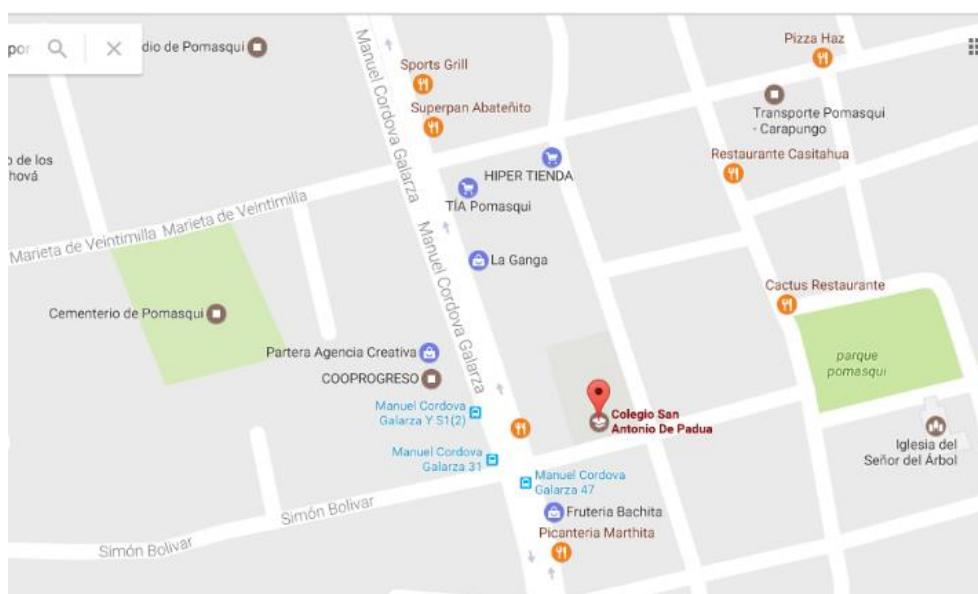 por
dio de Pomasqui
Pizza Haz
Manuel Cordova Galarza
Sports Grill
Superpan Abateñito
Transporte Pomasqui
- Carapungo
o de los
hová
HIPER TIENDA
Restaurante Casitahua
TÍA Pomasqui
Marieta de Veintimilla
Marieta de Veintimilla
Manuel Cordova Galarza
La Ganga
Cactus Restaurante
Cementerio de Pomasqui
Partera Agencia Creativa
COOPROGRESO
parque
pomasqui
Manuel Cordova
Galarza Y S1(2)
Colegio San
Antonio De Padua
Iglesia del
Señor del Árbol
Manuel Cordova
Galarza 31
Manuel Cordova
Galarza 47
Simón Bolivar
Fruteria Bachita
Picanteria Marthita
Simón Bolivar